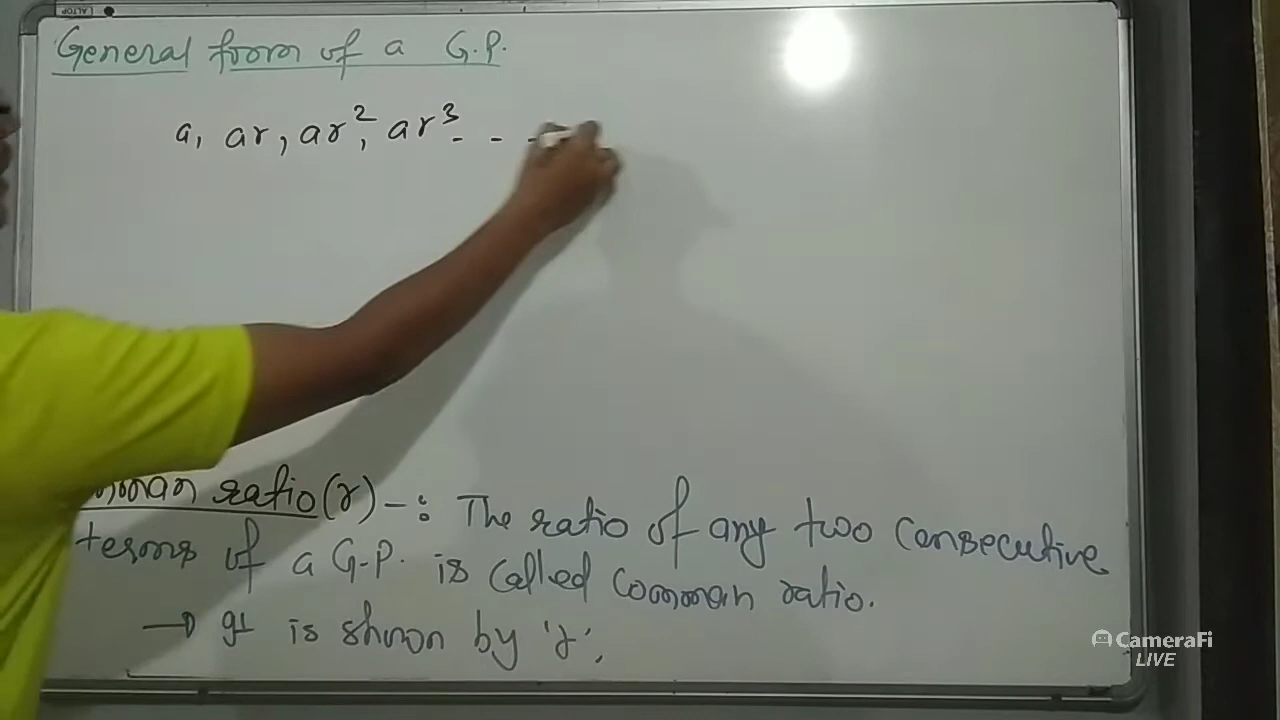 General form of a G.P.
a, ar, ar², ar³ - - -
mman ratio (r) -: The ratio of any two consecutive
terms of a G.P. is called common ratio.
→ It is shown by 'r'.
CameraFi
LIVE